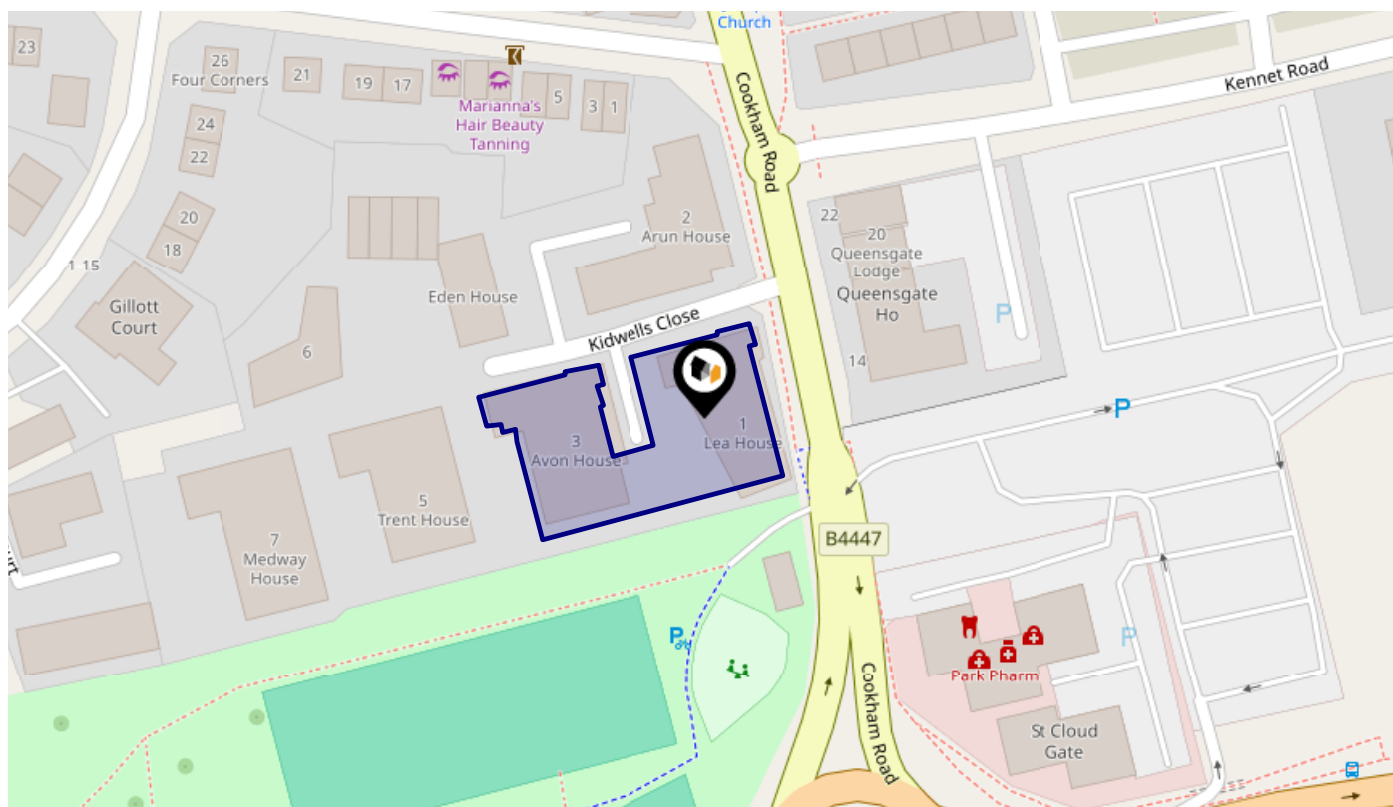 Church
23
26
Four Corners
21
19
17
5
3
1
Marianna's
Hair Beauty
Tanning
Cookham Road
Kennet Road
24
22
20
18
1-15
Gillott
Court
2
Arun House
22
20
Queensgate
Lodge
Queensgate
Ho
14
P
Eden House
Kidwells Close
6
3
Avon House
1
Lea House
P
5
Trent House
7
Medway
House
B4447
P
P
Park Pharm
St Cloud
Gate
Cookham Road